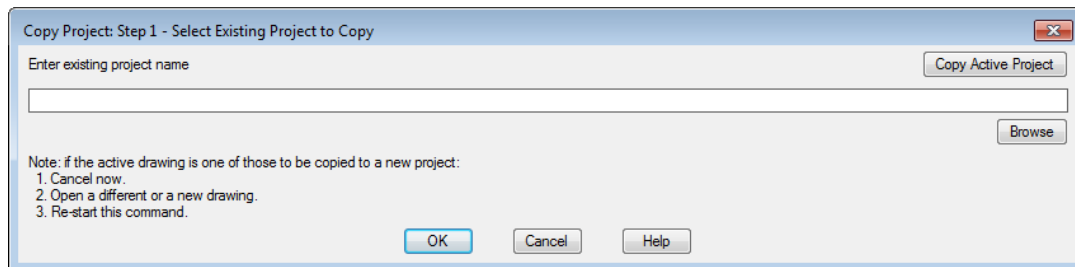 Copy Project: Step 1 - Select Existing Project to Copy
Enter existing project name
Copy Active Project
Browse
Note: if the active drawing is one of those to be copied to a new project:
1. Cancel now.
2. Open a different or a new drawing.
3. Re-start this command.
OK Cancel Help